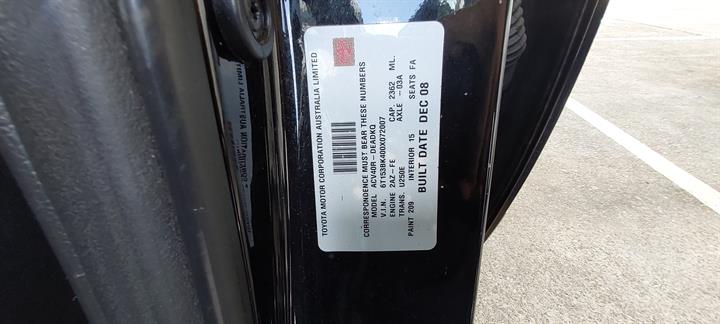 TOYOTA MOTOR CORPORATION AUSTRALIA LIMITED
CORRESPONDENCE MUST BEAR THESE NUMBERS
MODEL ACV40R-DEADKQ
V.I.N. 6T153BK400X072007
ENGINE 2AZ-FE CAP. 2362 ML.
TRANS. U250E AXLE -03A
PAINT 209 INTERIOR 15 SEATS FA
BUILT DATE DEC 08